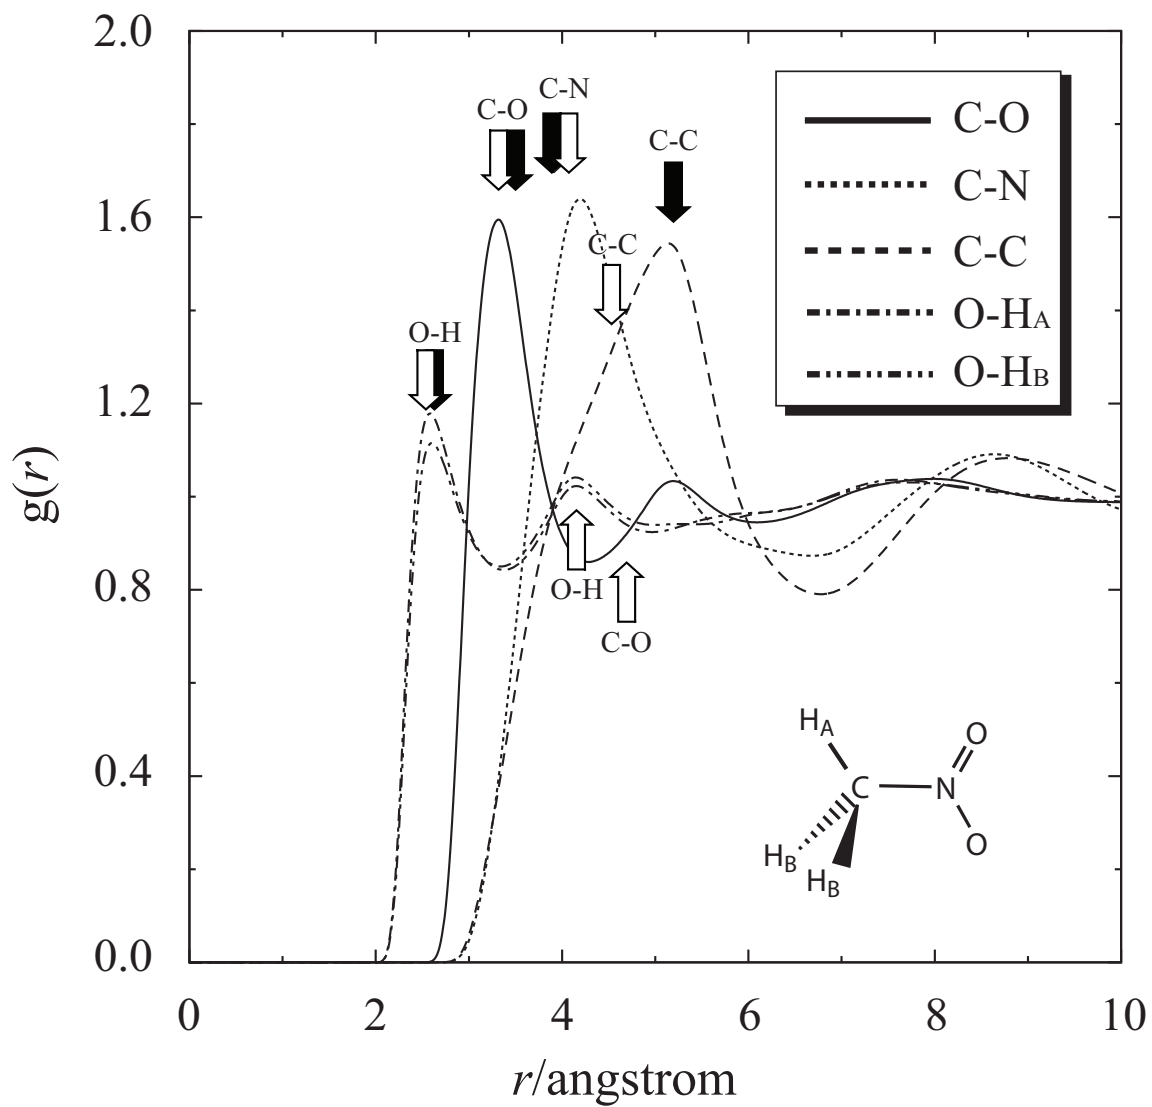 2.0
1.6
1.2
0.8
0.4
0.0
g(r)
C-N
C-O
C-C
C-C
O-H
O-H
C-O
C-O
C-N
C-C
O-HA
O-HB
HA
O
C
N
HB
HB
O
0
2
4
6
8
10
r/angstrom